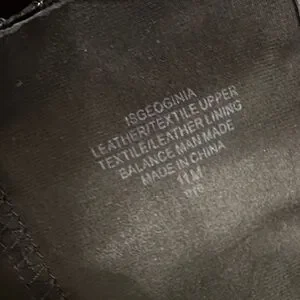 ISGEOGINIA
LEATHER/TEXTILE UPPER
TEXTILE/LEATHER LINING
BALANCE MAN MADE
MADE IN CHINA
11M